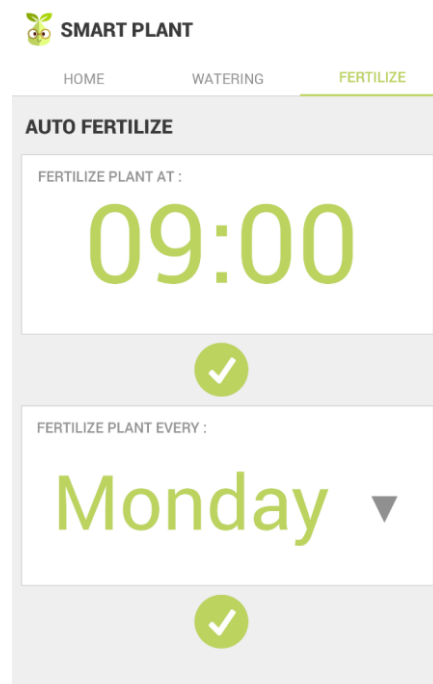 SMART PLANT
HOME WATERING FERTILIZE
AUTO FERTILIZE
FERTILIZE PLANT AT :
09:00
FERTILIZE PLANT EVERY :
Monday